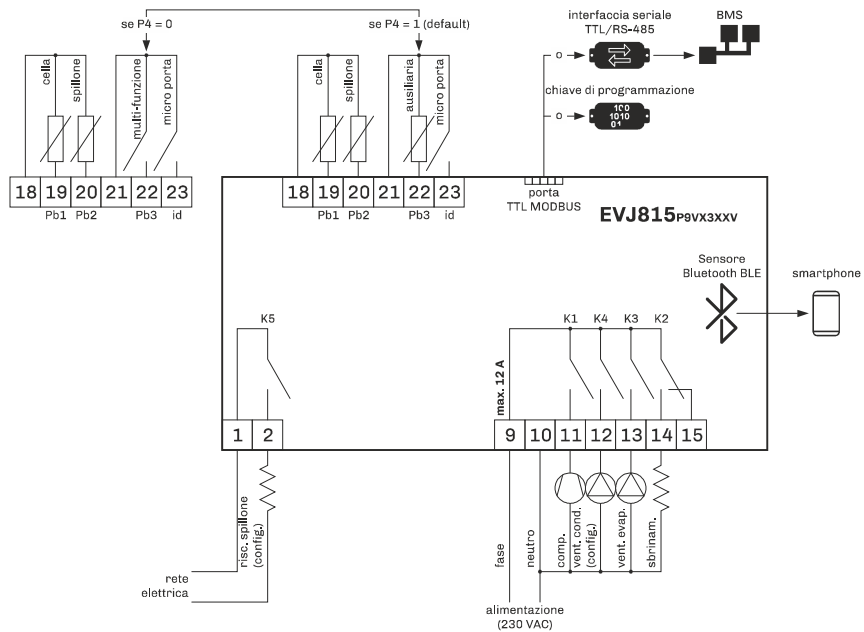 se P4 = 0
se P4 = 1 (default)
interfaccia seriale
TTL/RS-485
BMS
cella
spillone
multi-funzione
micro porta
cella
spillone
ausiliaria
micro porta
chiave di programmazione
100
1010
01
18 19 20 21 22 23
18 19 20 21 22 23
Pb1 Pb2 Pb3 id
Pb1 Pb2 Pb3 id
porta
TTL MODBUS
EVJ815P9VX3XXV
Sensore
Bluetooth BLE
smartphone
K5
K1 K4 K3 K2
max. 12 A
1 2
9 10 11 12 13 14 15
risc. spillone
(config.)
fase
neutro
comp.
vent. cond.
(config.)
vent. evap.
sbrinam.
rete
elettrica
alimentazione
(230 VAC)